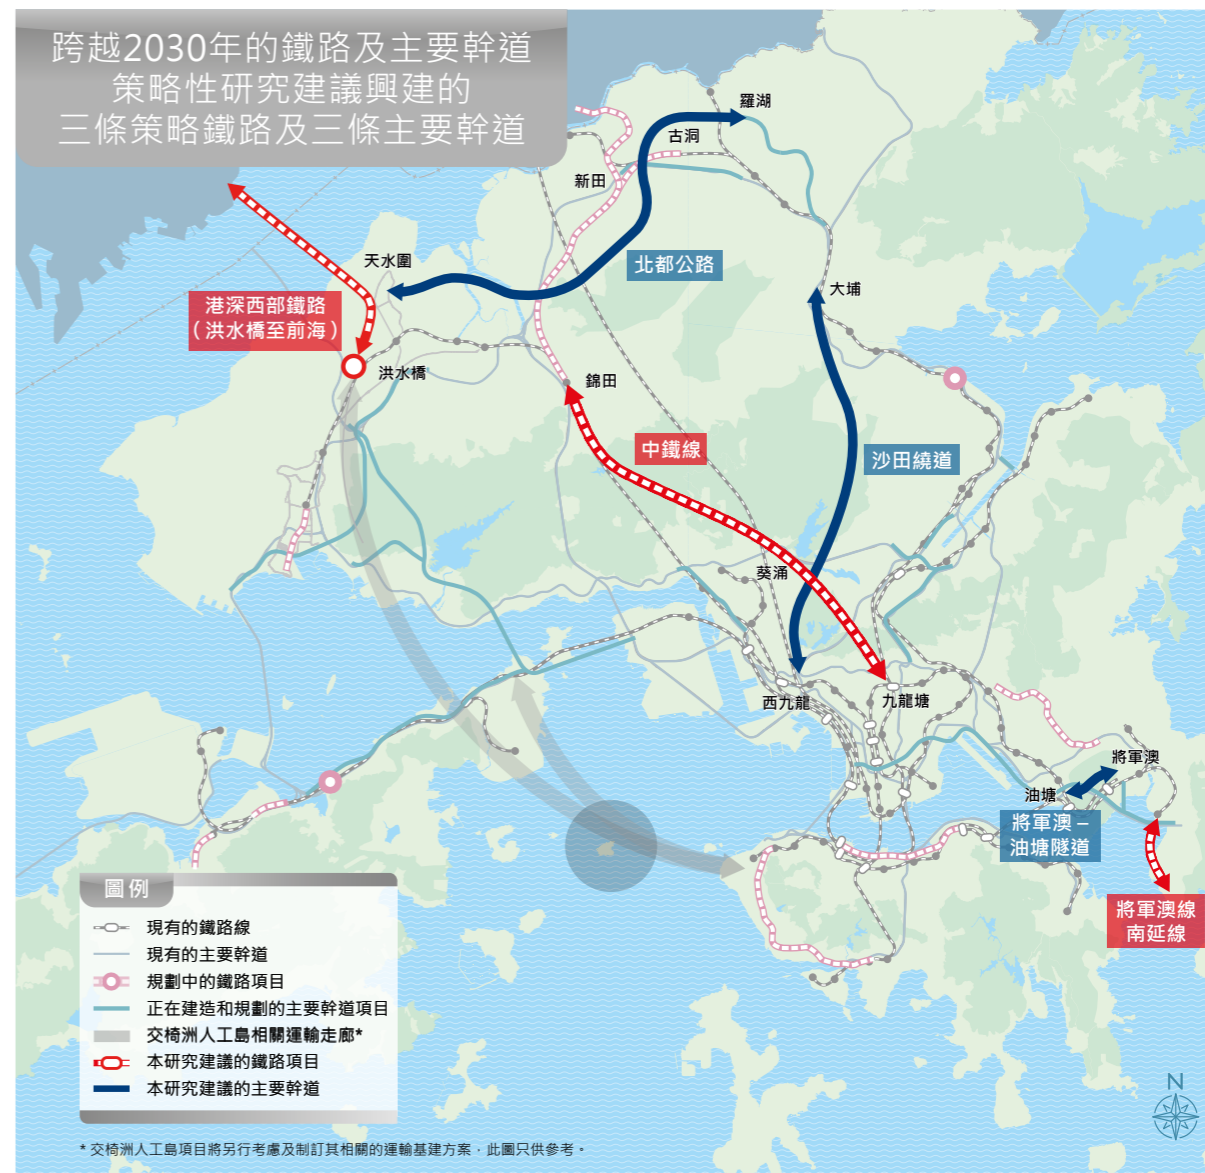 跨越2030年的鐵路及主要幹道
策略性研究建議興建的
三條策略鐵路及三條主要幹道
羅湖
古洞
新田
天水圍
北都公路
大埔
港深西部鐵路
（洪水橋至前海）
洪水橋
錦田
中鐵線
沙田繞道
葵涌
西九龍
九龍塘
將軍澳
油塘
將軍澳－
油塘隧道
將軍澳線
南延線
圖例
現有的鐵路線
現有的主要幹道
規劃中的鐵路項目
正在建造和規劃的主要幹道項目
交椅洲人工島相關運輸走廊*
本研究建議的鐵路項目
本研究建議的主要幹道
N
* 交椅洲人工島項目將另行考慮及制訂其相關的運輸基建方案，此圖只供參考。